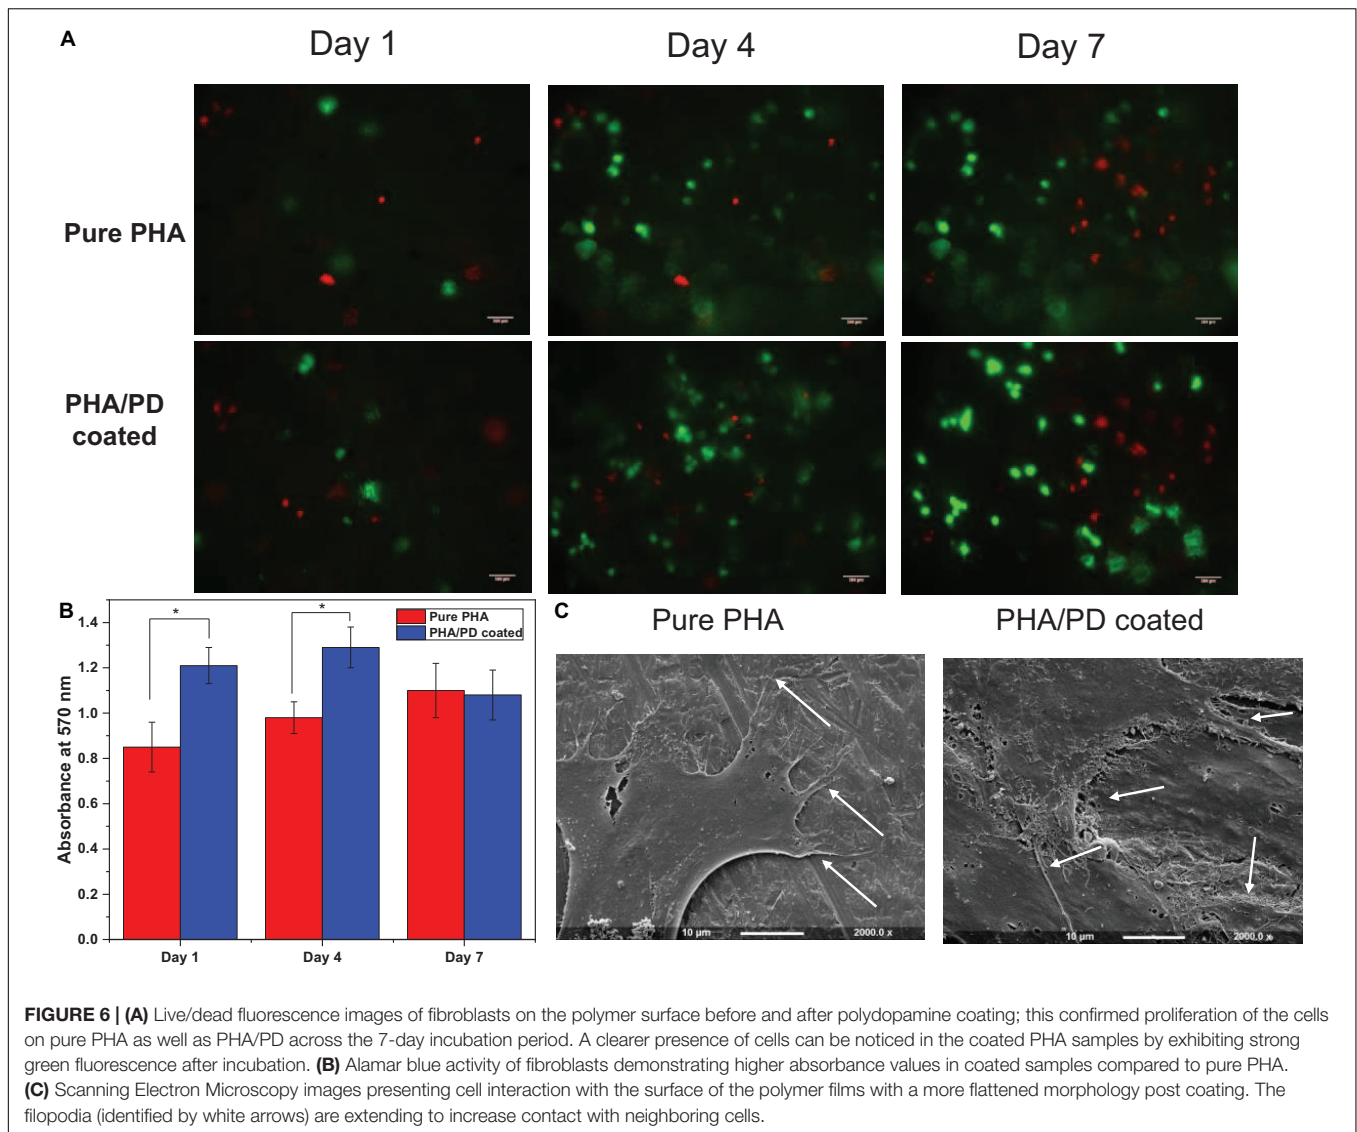 A
Day 1
Day 4
Day 7
Pure PHA
PHA/PD
coated
B
Absorbance at 570 nm
1.4
1.2
1.0
0.8
0.6
0.4
0.2
0.0
*
*
Pure PHA
PHA/PD coated
Day 1
Day 4
Day 7
C
Pure PHA
PHA/PD coated
10 µm
2000.0 x
10 µm
2000.0 x
FIGURE 6 | (A) Live/dead fluorescence images of fibroblasts on the polymer surface before and after polydopamine coating; this confirmed proliferation of the cells
on pure PHA as well as PHA/PD across the 7-day incubation period. A clearer presence of cells can be noticed in the coated PHA samples by exhibiting strong
green fluorescence after incubation. (B) Alamar blue activity of fibroblasts demonstrating higher absorbance values in coated samples compared to pure PHA.
(C) Scanning Electron Microscopy images presenting cell interaction with the surface of the polymer films with a more flattened morphology post coating. The
filopodia (identified by white arrows) are extending to increase contact with neighboring cells.